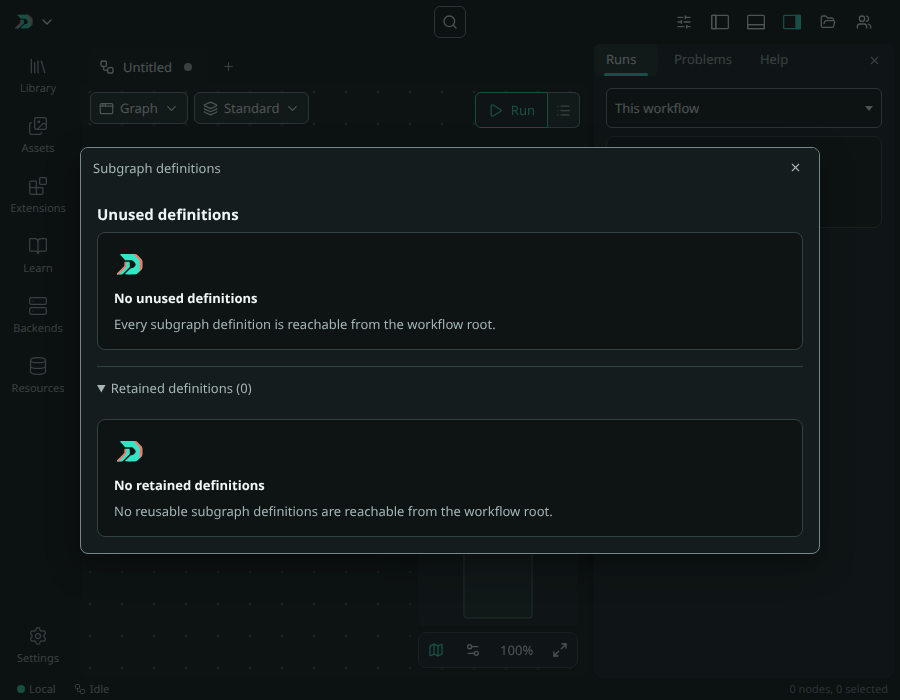 Untitled
Runs
Problems
Help
Library
Graph
Standard
Run
This workflow
Assets
Subgraph definitions
Extensions
Unused definitions
No unused definitions
Every subgraph definition is reachable from the workflow root.
Learn
Backends
Resources
Retained definitions (0)
No retained definitions
No reusable subgraph definitions are reachable from the workflow root.
100%
Settings
Local
Idle
0 nodes, 0 selected